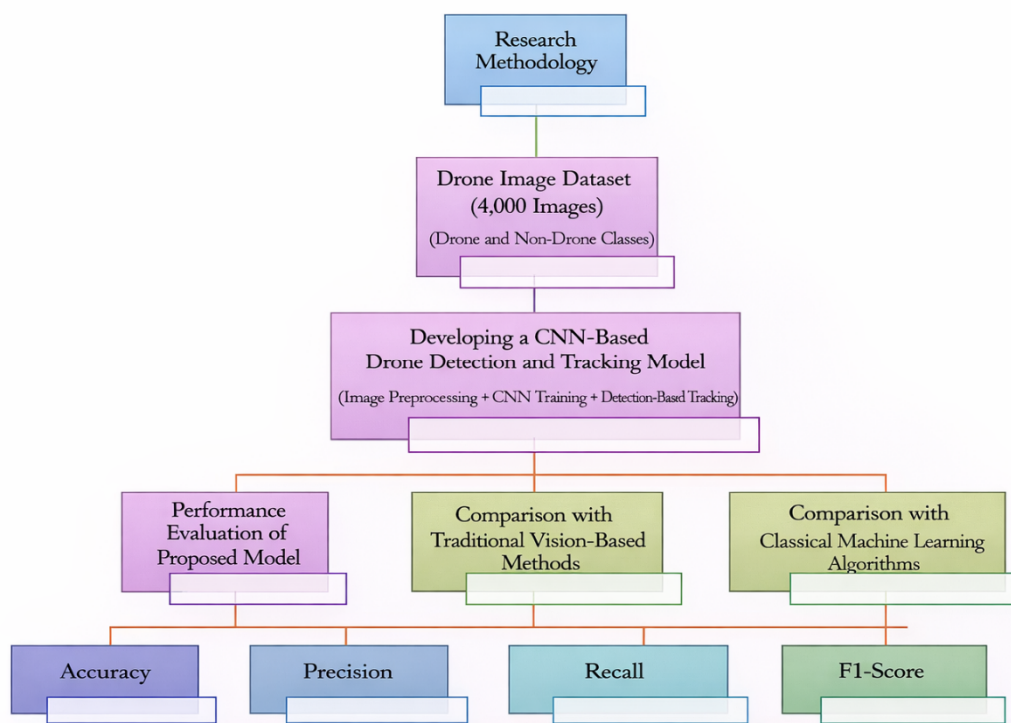 Research
Methodology
Drone Image Dataset
(4,000 Images)
(Drone and Non-Drone Classes)
Developing a CNN-Based
Drone Detection and Tracking Model
(Image Preprocessing + CNN Training + Detection-Based Tracking)
Performance
Evaluation of
Proposed Model
Comparison with
Traditional Vision-Based
Methods
Comparison with
Classical Machine Learning
Algorithms
Accuracy
Precision
Recall
F1-Score